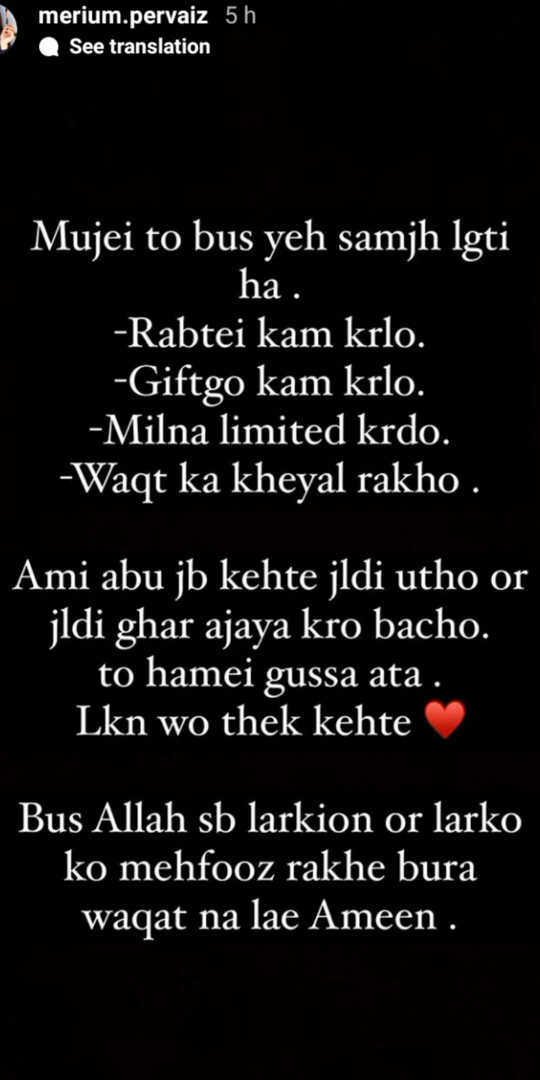 merium.pervaiz 5 h
See translation
Mujei to bus yeh samjh lgti
ha .
-Rabtei kam krlo.
-Giftgo kam krlo.
-Milna limited krdo.
-Waqt ka kheyal rakho .
Ami abu jb kehte jldi utho or
jldi ghar ajaya kro bacho.
to hamei gussa ata .
Lkn wo thek kehte ♥️
Bus Allah sb larkion or larko
ko mehfooz rakhe bura
waqat na lae Ameen .